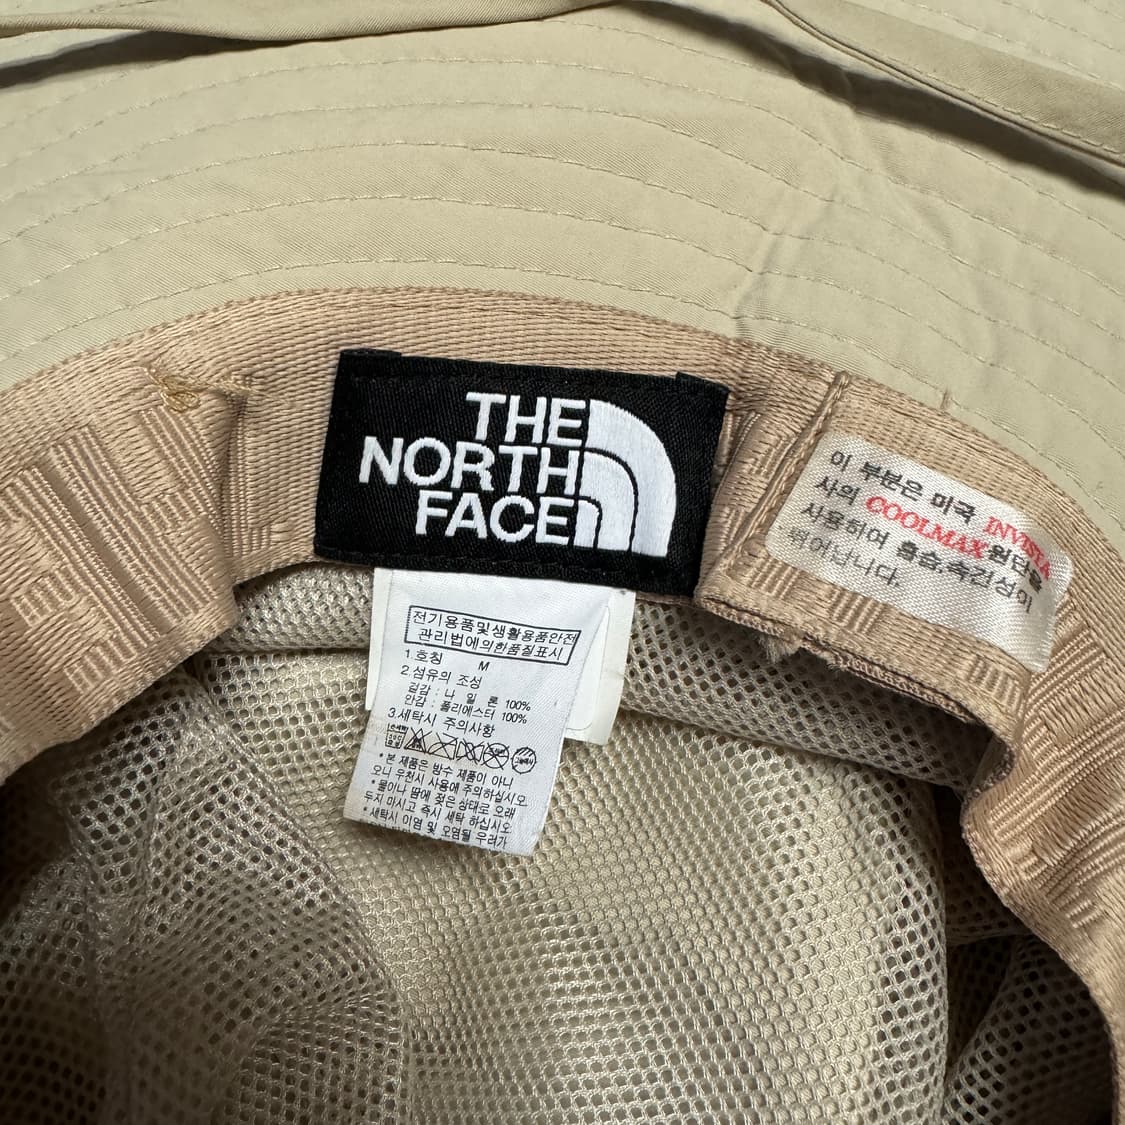 THE
NORTH
FACE
이 부분은 미국 INVISTA
사의 COOLMAX 원단을
사용하여 흡습,속건성이
뛰어납니다.
전기용품및생활용품안전
관리법에의한품질표시
1.호칭 M
2.섬유의 조성
겉감 : 나 일 론 100%
안감 : 폴리에스터 100%
3.세탁시 주의사항
*본 제품은 방수 제품이 아니
오니 우천시 사용에 주의하십시오.
*물이나 땀에 젖은 상태로 오래
두지 마시고 즉시 세탁 하십시오
*세탁시 이염 및 오염될 우려가